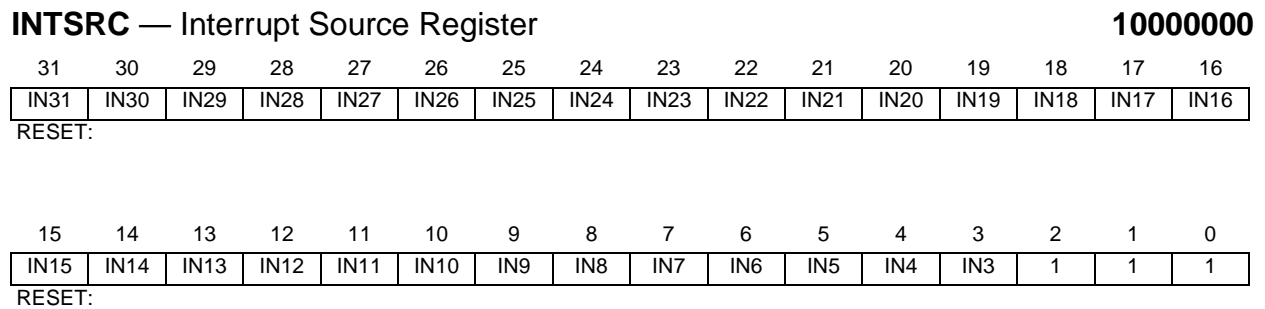 INTSRC — Interrupt Source Register 10000000
31 30 29 28 27 26 25 24 23 22 21 20 19 18 17 16
IN31 IN30 IN29 IN28 IN27 IN26 IN25 IN24 IN23 IN22 IN21 IN20 IN19 IN18 IN17 IN16
RESET:
15 14 13 12 11 10 9 8 7 6 5 4 3 2 1 0
IN15 IN14 IN13 IN12 IN11 IN10 IN9 IN8 IN7 IN6 IN5 IN4 IN3 1 1 1
RESET: